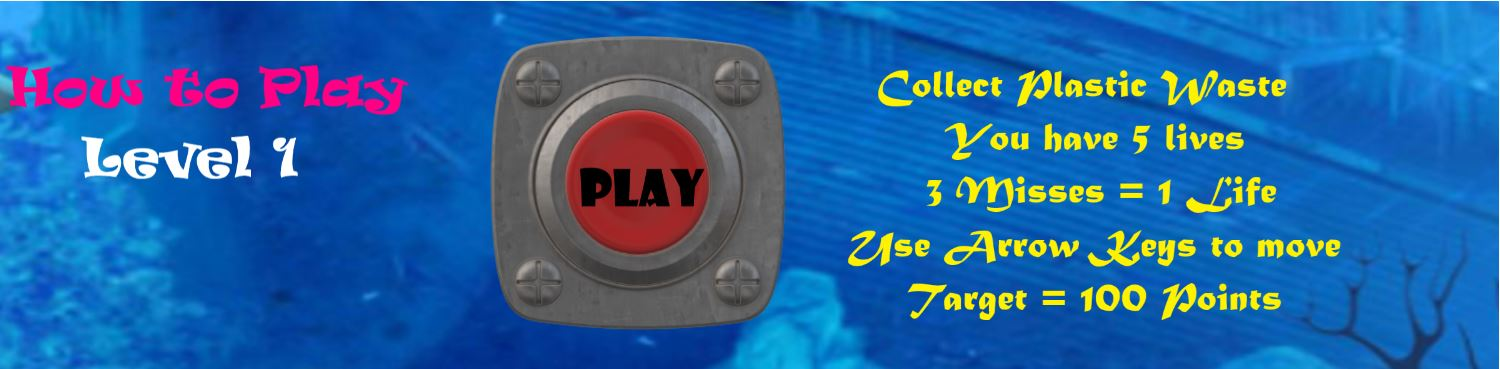 How to Play
Level 1
PLAY
Collect Plastic Waste
You have 5 lives
3 Misses = 1 Life
Use Arrow Keys to move
Target = 100 Points